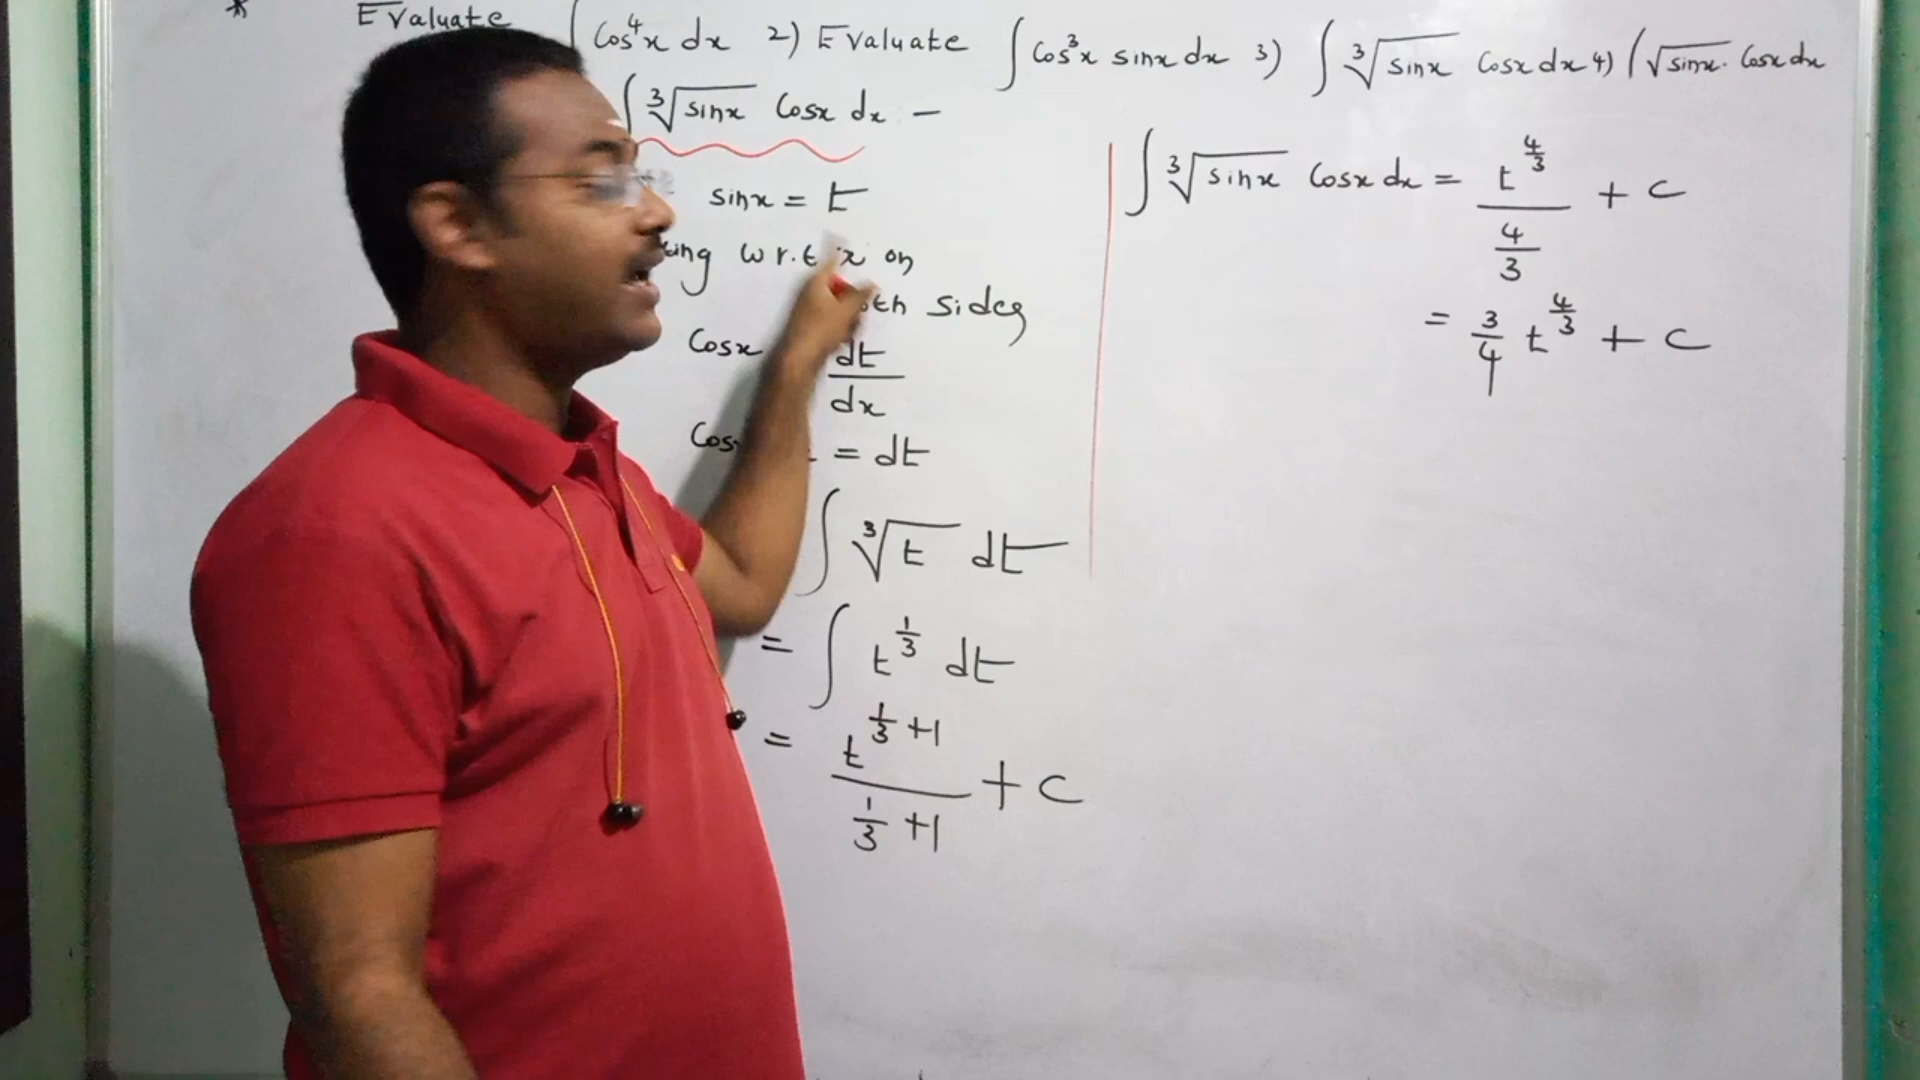 * Evaluate ∫ Cos⁴x dx 2) Evaluate ∫ Cos³x sinx dx 3) ∫ ∛sinx Cosx dx 4) ∫ √sinx. Cosx dx
∫ ∛sinx Cosx dx –
sinx = t
w.r.t x on
sides
Cosx dt/dx
= dt
∫ ∛t dt
= ∫ t^(1/3) dt
= t^(1/3 + 1) / (1/3 + 1) + c
∫ ∛sinx Cosx dx = t^(4/3) / (4/3) + c
= 3/4 t^(4/3) + c